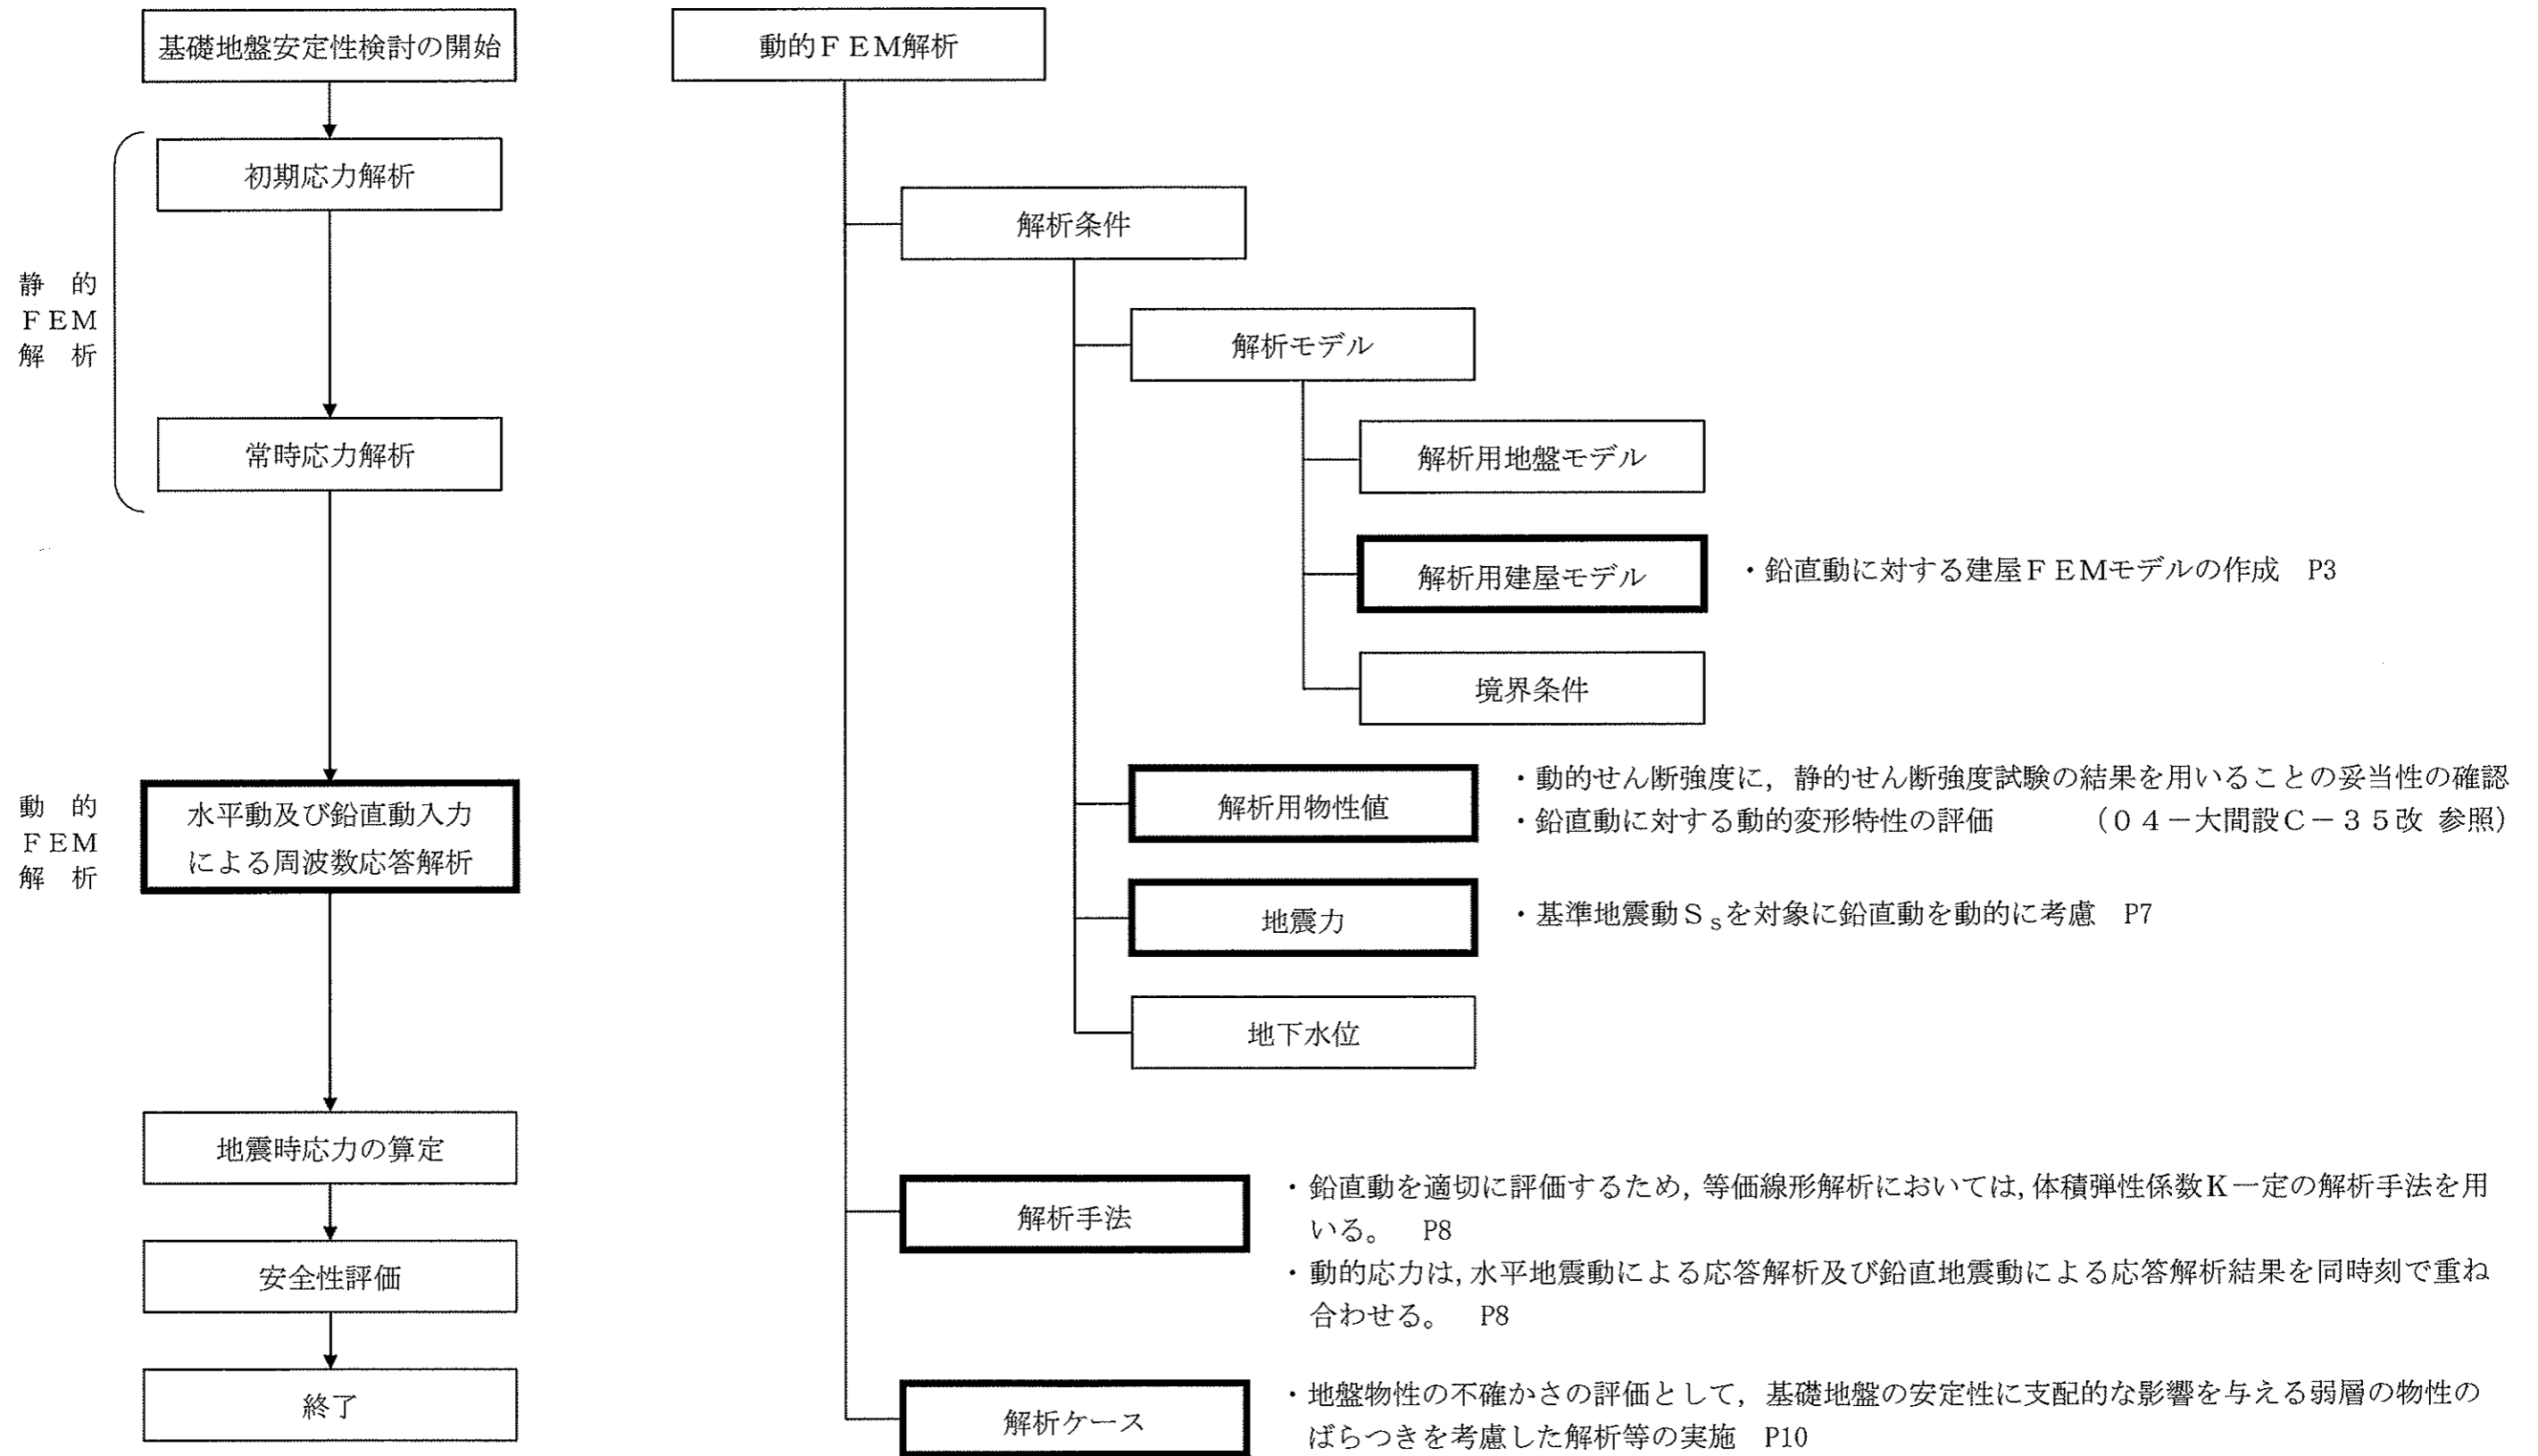 基礎地盤安定性検討の開始
初期応力解析
静的
FEM
解析
常時応力解析
動的
FEM
解析
水平動及び鉛直動入力
による周波数応答解析
地震時応力の算定
安全性評価
終了
動的FEM解析
解析条件
解析モデル
解析用地盤モデル
解析用建屋モデル
・鉛直動に対する建屋FEMモデルの作成 P3
境界条件
解析用物性値
・動的せん断強度に，静的せん断強度試験の結果を用いることの妥当性の確認
・鉛直動に対する動的変形特性の評価 （04－大間設C－35改 参照）
地震力
・基準地震動Ssを対象に鉛直動を動的に考慮 P7
地下水位
解析手法
・鉛直動を適切に評価するため，等価線形解析においては，体積弾性係数K一定の解析手法を用
いる。 P8
・動的応力は，水平地震動による応答解析及び鉛直地震動による応答解析結果を同時刻で重ね
合わせる。 P8
解析ケース
・地盤物性の不確かさの評価として，基礎地盤の安定性に支配的な影響を与える弱層の物性の
ばらつきを考慮した解析等の実施 P10